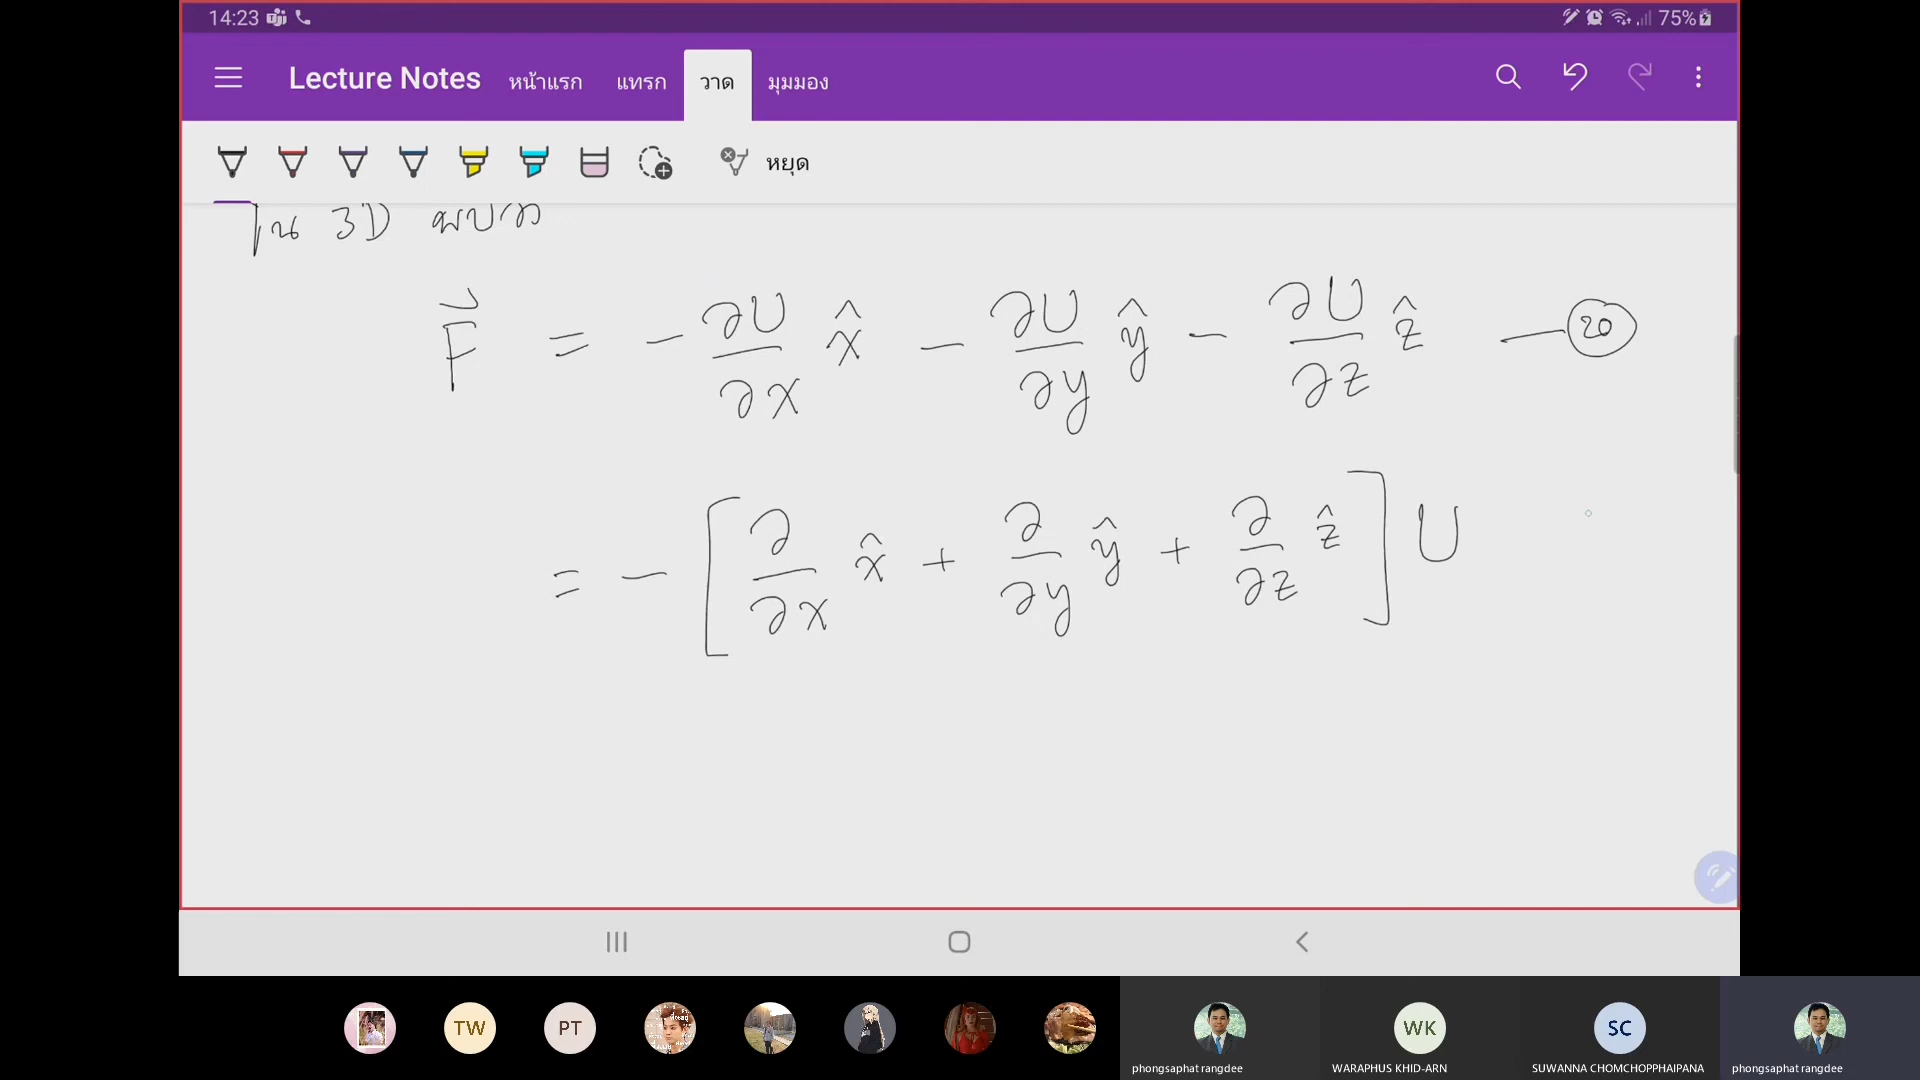 14:23 75%
Lecture Notes หน้าแรก แทรก วาด มุมมอง
หยุด
ใน 3D พบว่า
F⃗ = - ∂U/∂x x̂ - ∂U/∂y ŷ - ∂U/∂z ẑ — 20
= - [ ∂/∂x x̂ + ∂/∂y ŷ + ∂/∂z ẑ ] U
TW PT WK SC
phongsaphat rangdee WARAPHUS KHID-ARN SUWANNA CHOMCHOPPHAIPANA phongsaphat rangdee